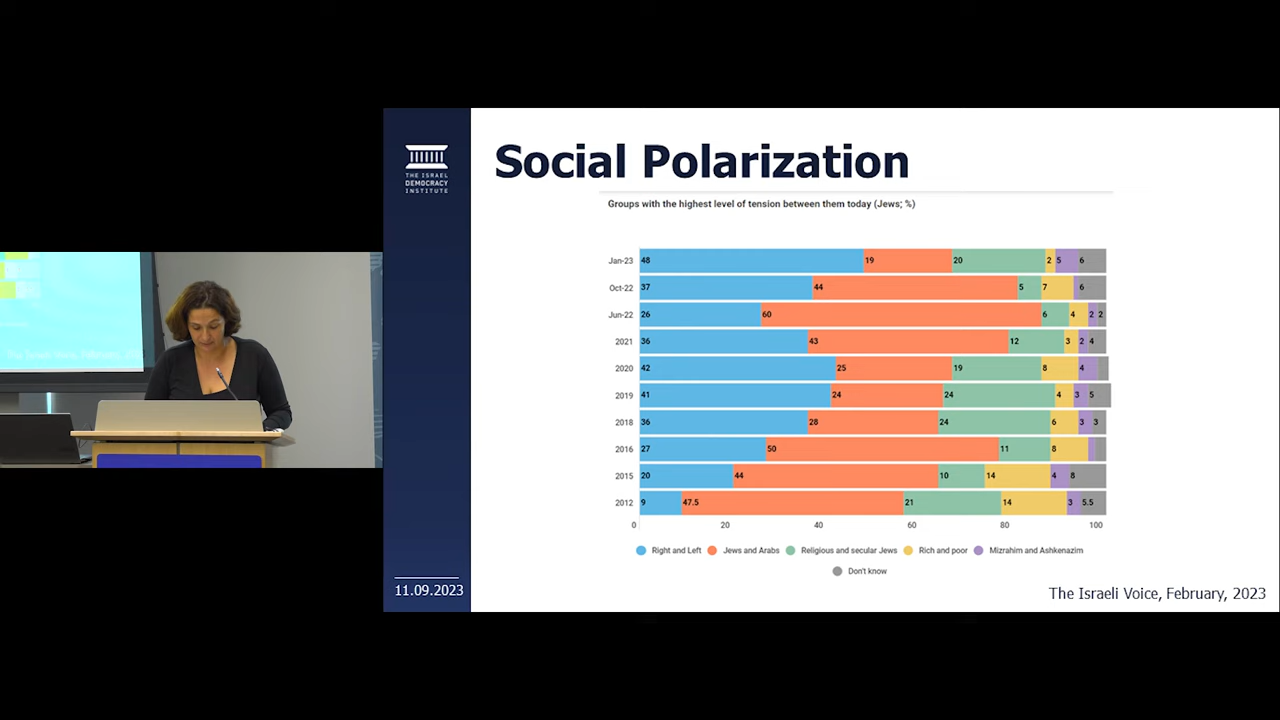 THE ISRAEL
DEMOCRACY
INSTITUTE
Social Polarization
Groups with the highest level of tension between them today (Jews; %)
Jan-23 48 19 20 2 5 6
Oct-22 37 44 5 7 6
Jun-22 26 60 6 4 2 2
2021 36 43 12 3 2 4
2020 42 25 19 8 4
2019 41 24 24 4 3 5
2018 36 28 24 6 3 3
2016 27 50 11 8
2015 20 44 10 14 4 8
2012 9 47.5 21 14 3 5.5
0 20 40 60 80 100
Right and Left Jews and Arabs Religious and secular Jews Rich and poor Mizrahim and Ashkenazim
Don't know
11.09.2023
The Israeli Voice, February, 2023